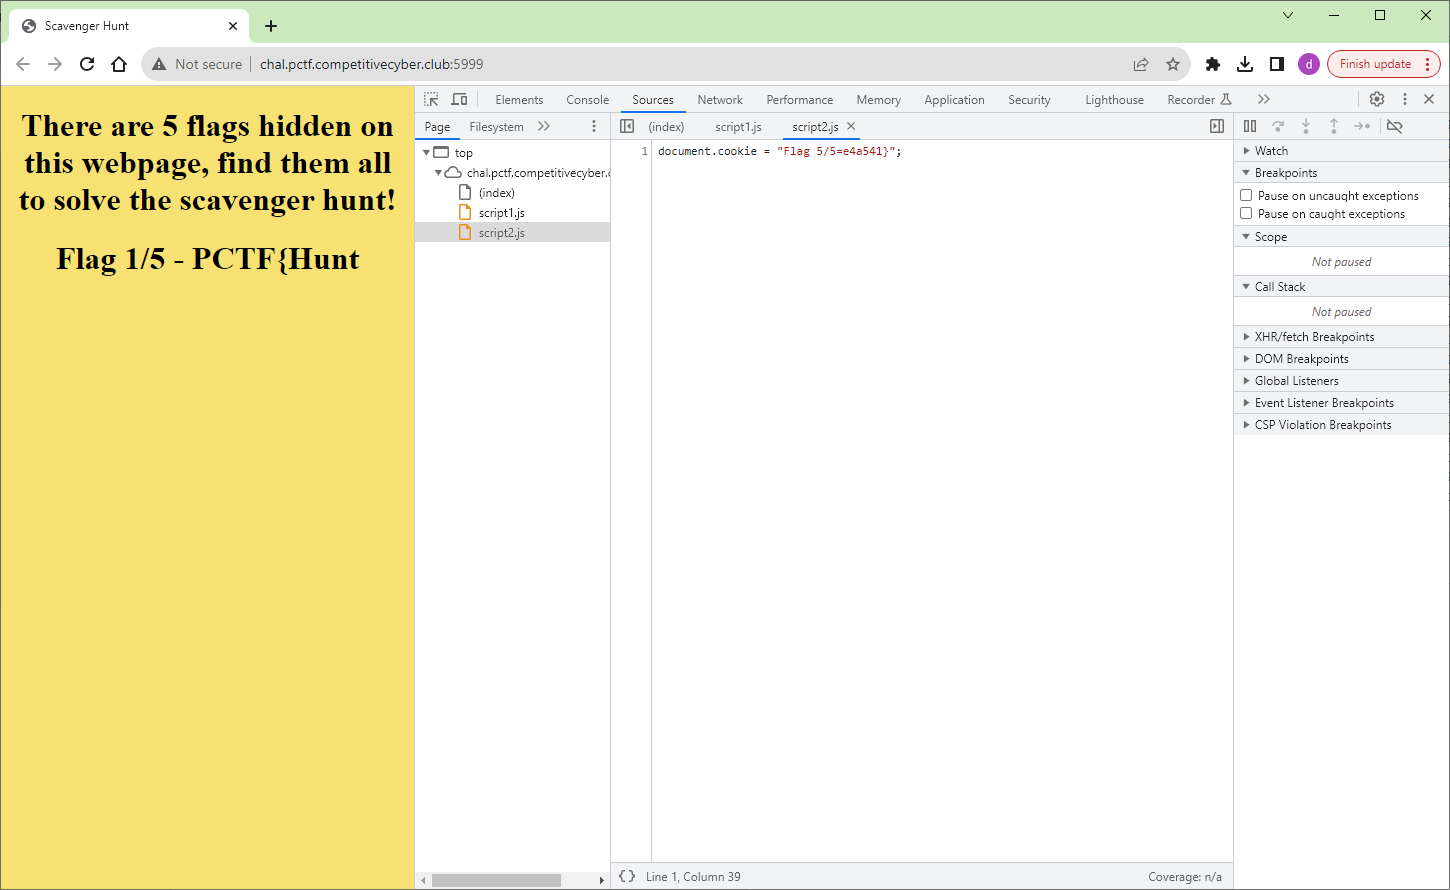 Scavenger Hunt
Not secure
chal.pctf.competitivecyber.club:5999
d
Finish update
There are 5 flags hidden on
this webpage, find them all
to solve the scavenger hunt!
Flag 1/5 - PCTF{Hunt
Elements Console Sources Network Performance Memory Application Security Lighthouse Recorder
Page Filesystem
top
chal.pctf.competitivecyber.c
(index)
script1.js
script2.js
(index) script1.js script2.js
1 document.cookie = "Flag 5/5=e4a541}";
{} Line 1, Column 39
Coverage: n/a
Watch
Breakpoints
Pause on uncaught exceptions
Pause on caught exceptions
Scope
Not paused
Call Stack
Not paused
XHR/fetch Breakpoints
DOM Breakpoints
Global Listeners
Event Listener Breakpoints
CSP Violation Breakpoints